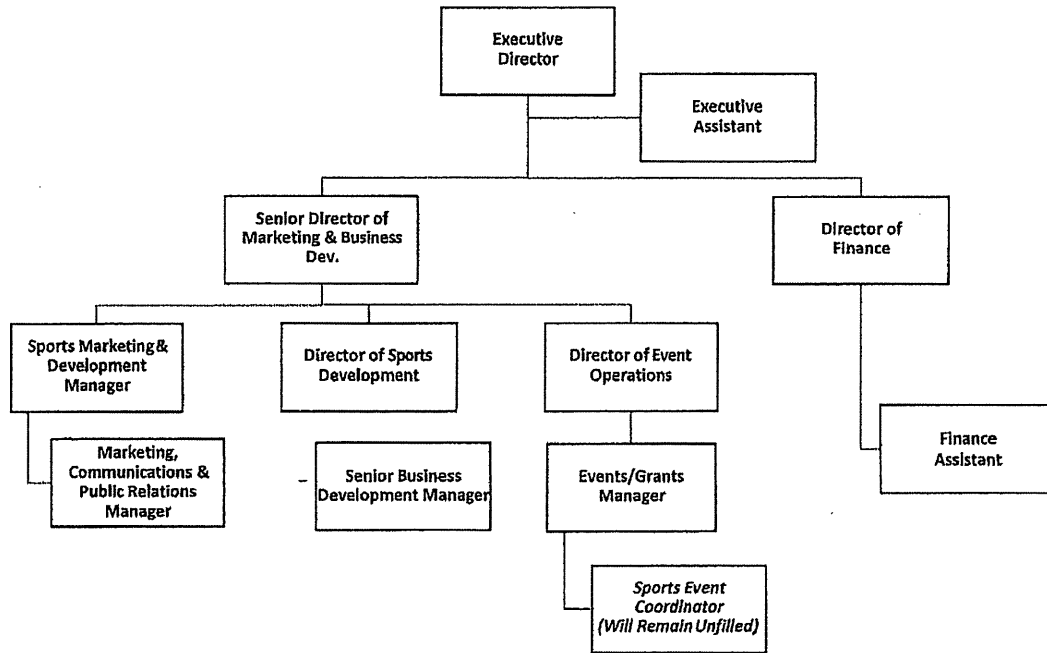 Executive
Director
Executive
Assistant
Senior Director of
Marketing & Business
Dev.
Director of
Finance
Sports Marketing &
Development
Manager
Director of Sports
Development
Director of Event
Operations
Marketing,
Communications &
Public Relations
Manager
Senior Business
Development Manager
Events/Grants
Manager
Finance
Assistant
Sports Event
Coordinator
(Will Remain Unfilled)